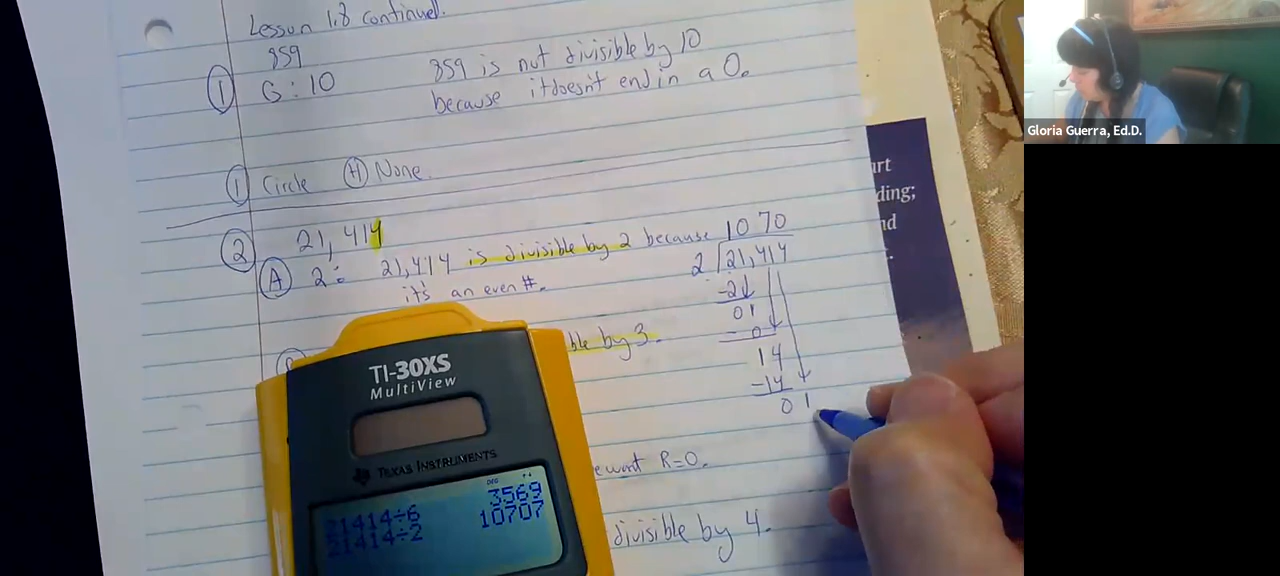 Lesson 1.8 continued.
859
① G: 10 859 is not divisible by 10
because it doesn't end in a 0.
① Circle Ⓗ None.
② 21,414
Ⓐ 2: 21,414 is divisible by 2 because
it's an even #.
1070
2 21,414
-2
01
- 0
14
-14
01
ble by 3.
want R=0.
divisible by 4.
TI-30XS
MultiView
TEXAS INSTRUMENTS
DEG
21414÷6 3569
21414÷2 10707
ding;
Gloria Guerra, Ed.D.